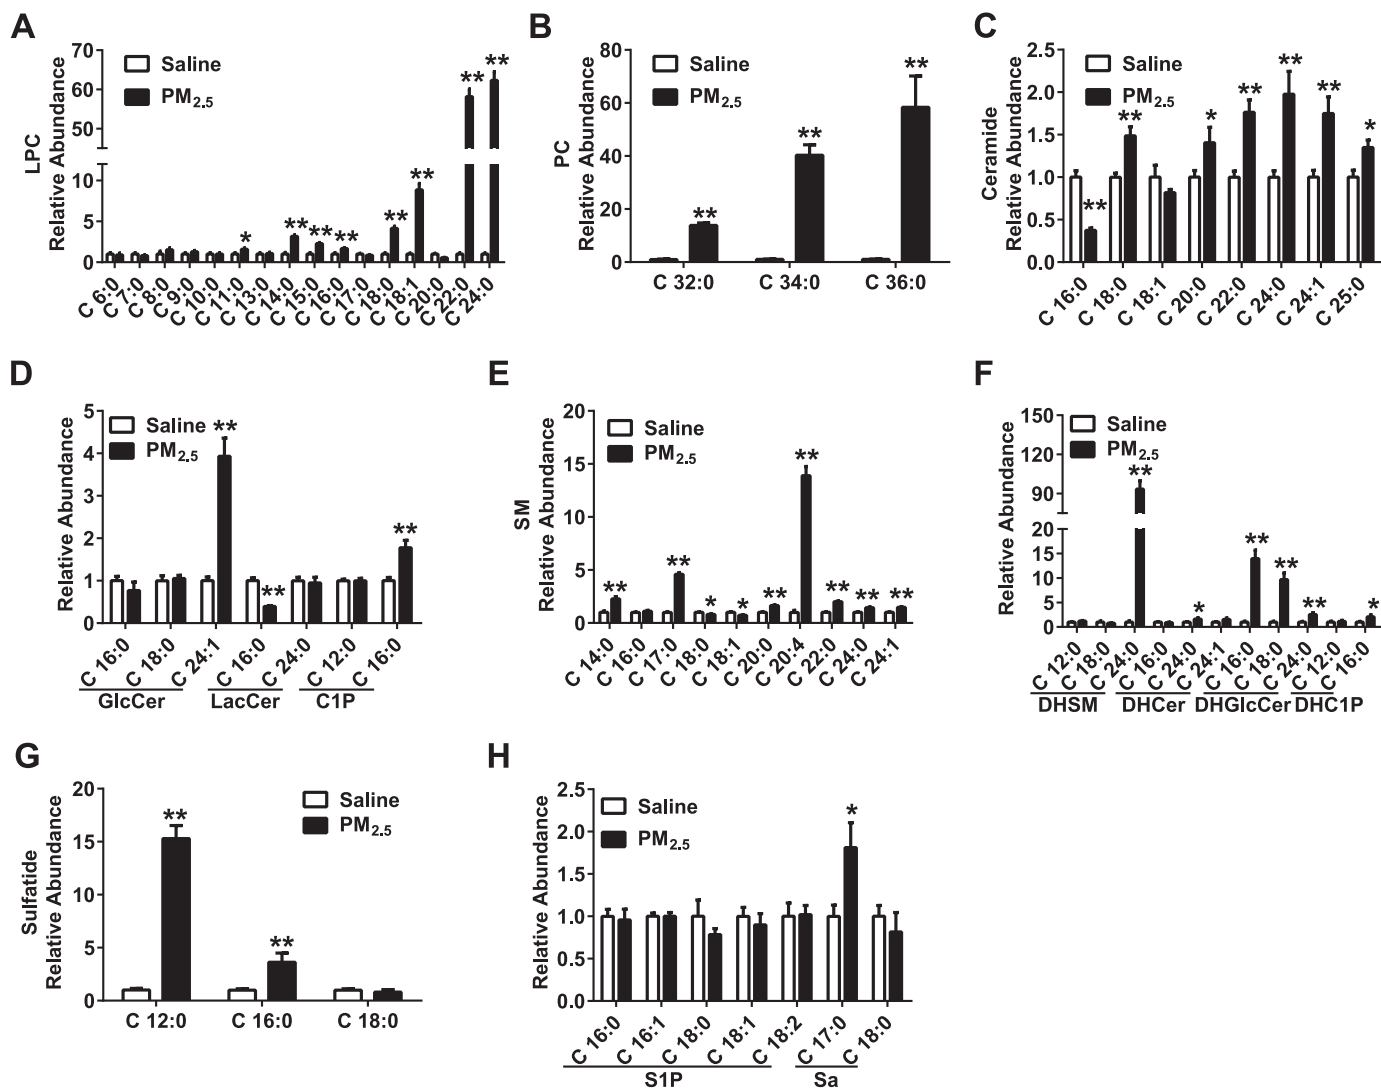 A
LPC
Relative Abundance
70
60
50
12
10
5
0
Saline
PM2.5
*
**
**
**
**
**
**
**
C 6:0
C 7:0
C 8:0
C 9:0
C 10:0
C 11:0
C 13:0
C 14:0
C 15:0
C 16:0
C 17:0
C 18:0
C 18:1
C 20:0
C 22:0
C 24:0
B
PC
Relative Abundance
80
60
40
20
0
Saline
PM2.5
**
**
**
C 32:0
C 34:0
C 36:0
C
Ceramide
Relative Abundance
2.5
2.0
1.5
1.0
0.5
0.0
Saline
PM2.5
**
**
*
**
**
**
*
C 16:0
C 18:0
C 18:1
C 20:0
C 22:0
C 24:0
C 24:1
C 25:0
D
Relative Abundance
5
4
3
2
1
0
Saline
PM2.5
**
**
**
C 16:0
C 18:0
C 24:1
C 16:0
C 24:0
C 12:0
C 16:0
GlcCer
LacCer
C1P
E
SM
Relative Abundance
20
15
10
5
0
Saline
PM2.5
**
**
*
*
**
**
**
**
**
C 14:0
C 16:0
C 17:0
C 18:0
C 18:1
C 20:0
C 20:4
C 22:0
C 24:0
C 24:1
F
Relative Abundance
150
120
90
20
15
10
5
0
Saline
PM2.5
**
*
**
**
**
*
C 12:0
C 18:0
C 24:0
C 16:0
C 24:0
C 24:1
C 16:0
C 18:0
C 24:0
C 12:0
C 16:0
DHSM
DHCer
DHGlcCer
DHC1P
G
Sulfatide
Relative Abundance
20
15
10
5
0
Saline
PM2.5
**
**
C 12:0
C 16:0
C 18:0
H
Relative Abundance
2.5
2.0
1.5
1.0
0.5
0.0
Saline
PM2.5
*
C 16:0
C 16:1
C 18:0
C 18:1
C 18:2
C 17:0
C 18:0
S1P
Sa